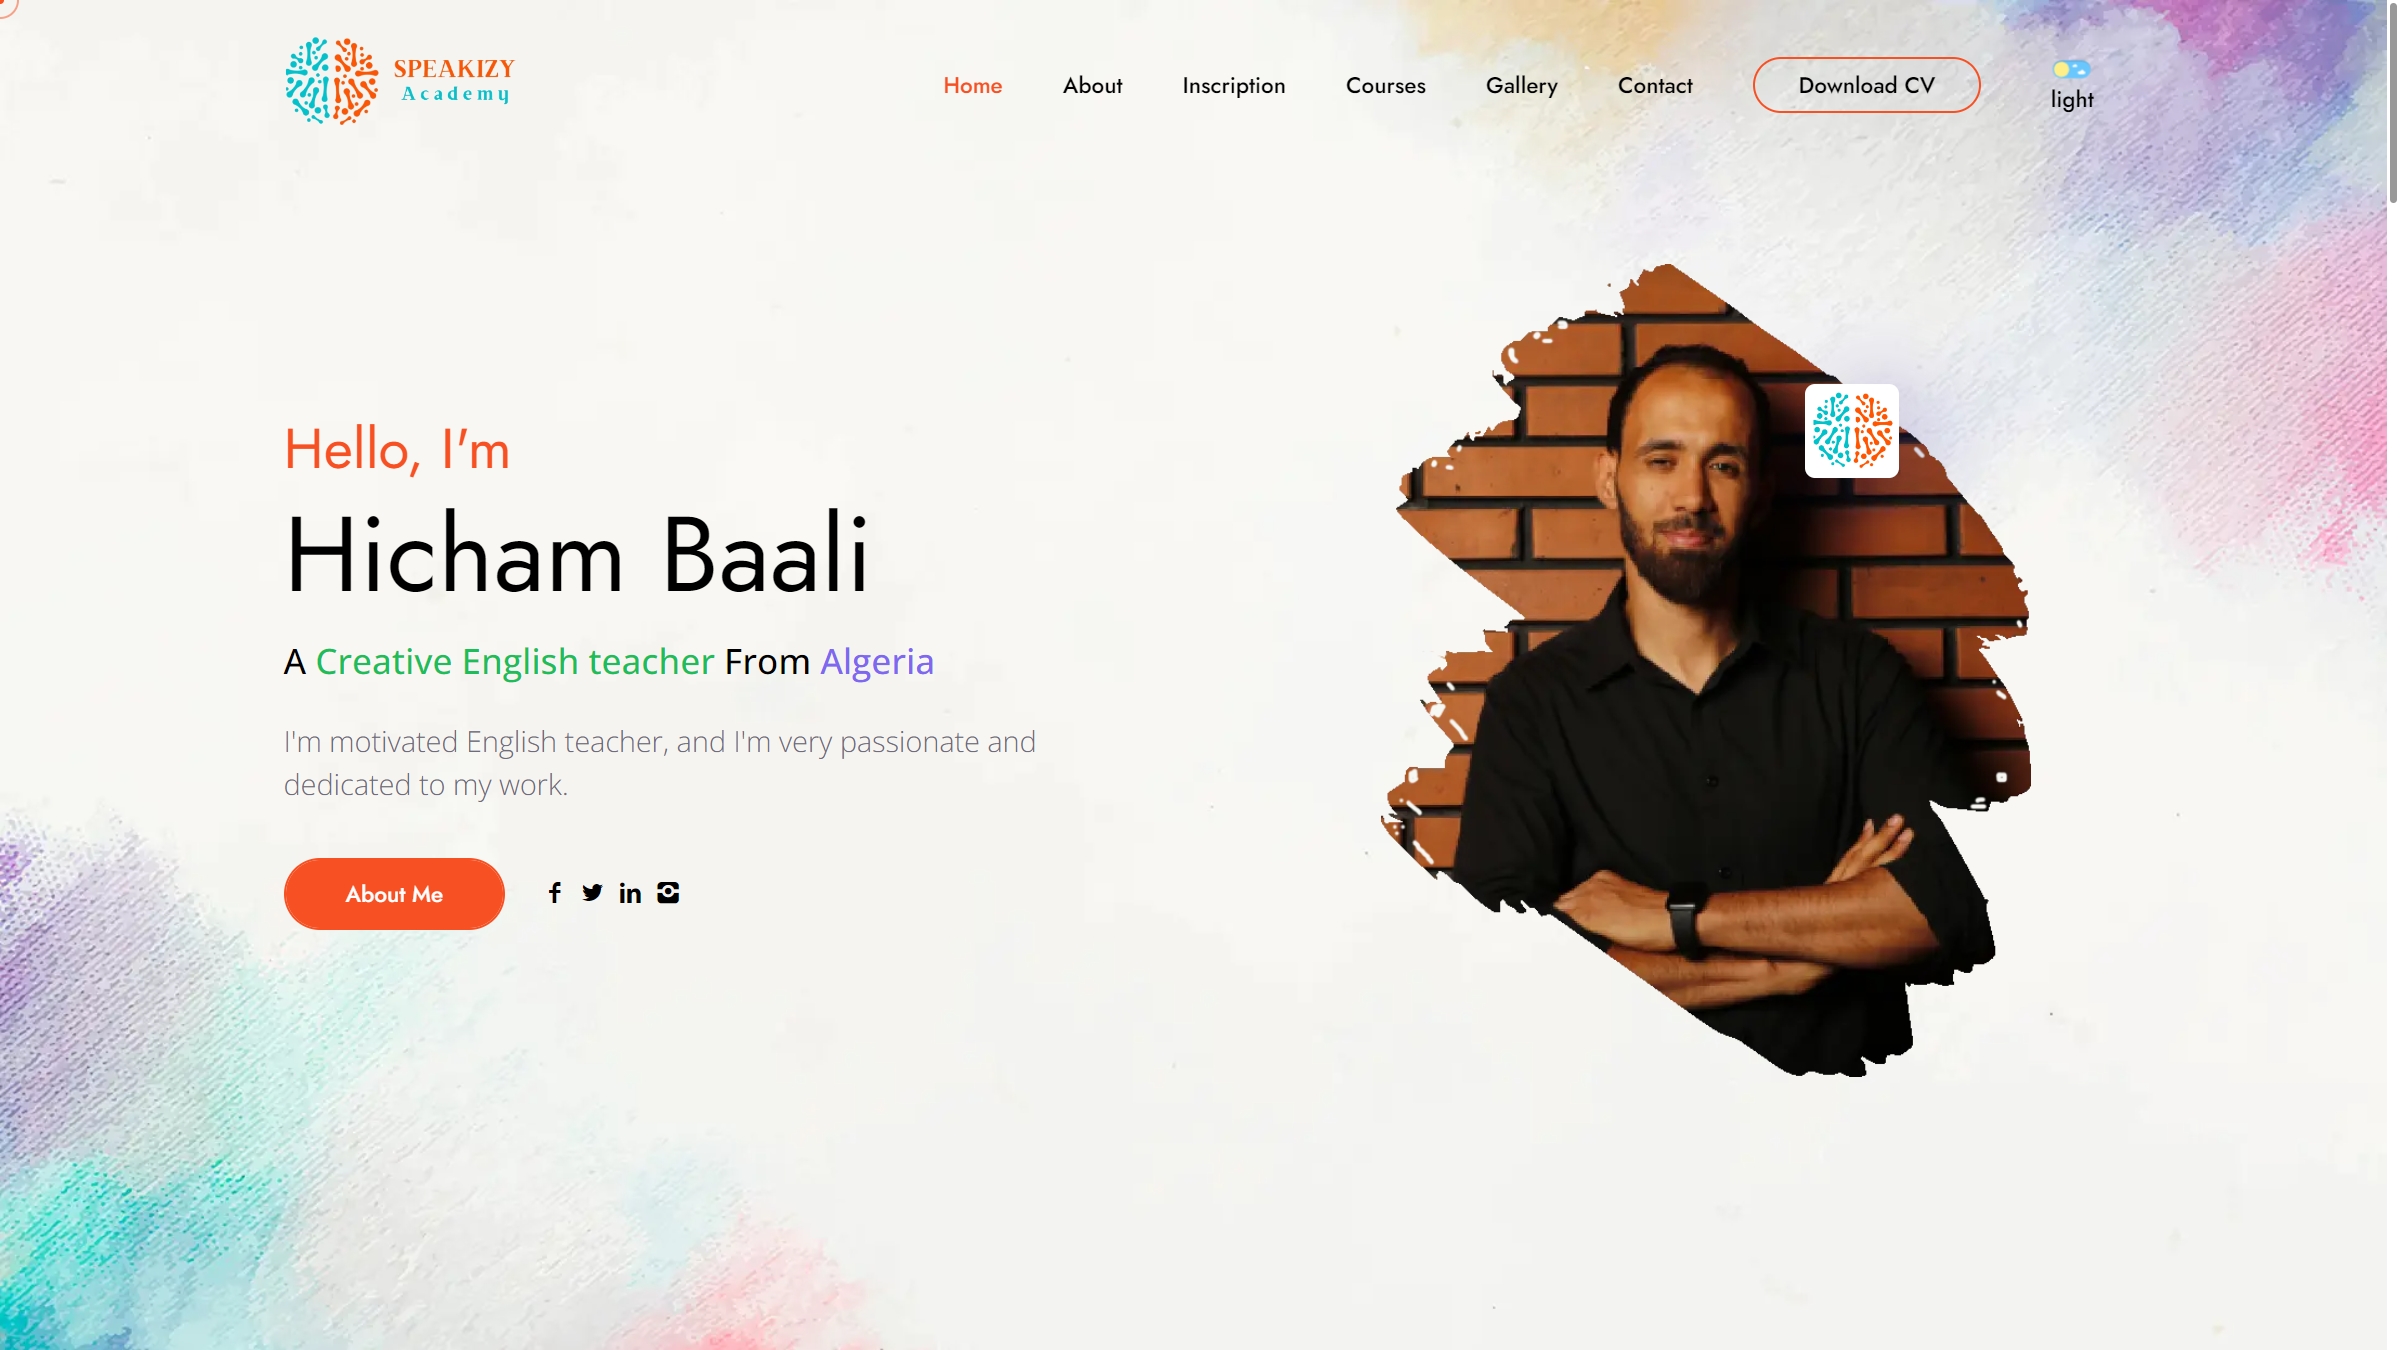 SPEAKIZY
Academy
Home
About
Inscription
Courses
Gallery
Contact
Download CV
light
Hello, I'm
Hicham Baali
A Creative English teacher From Algeria
I'm motivated English teacher, and I'm very passionate and
dedicated to my work.
About Me